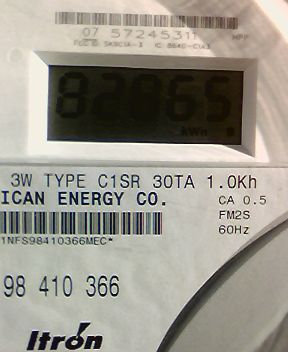 07 57245311
82865
kWh
3W TYPE C1SR 30TA 1.0Kh
ICAN ENERGY CO.
CA 0.5
FM2S
60Hz
1NFS98410366MEC*
98 410 366
Itron